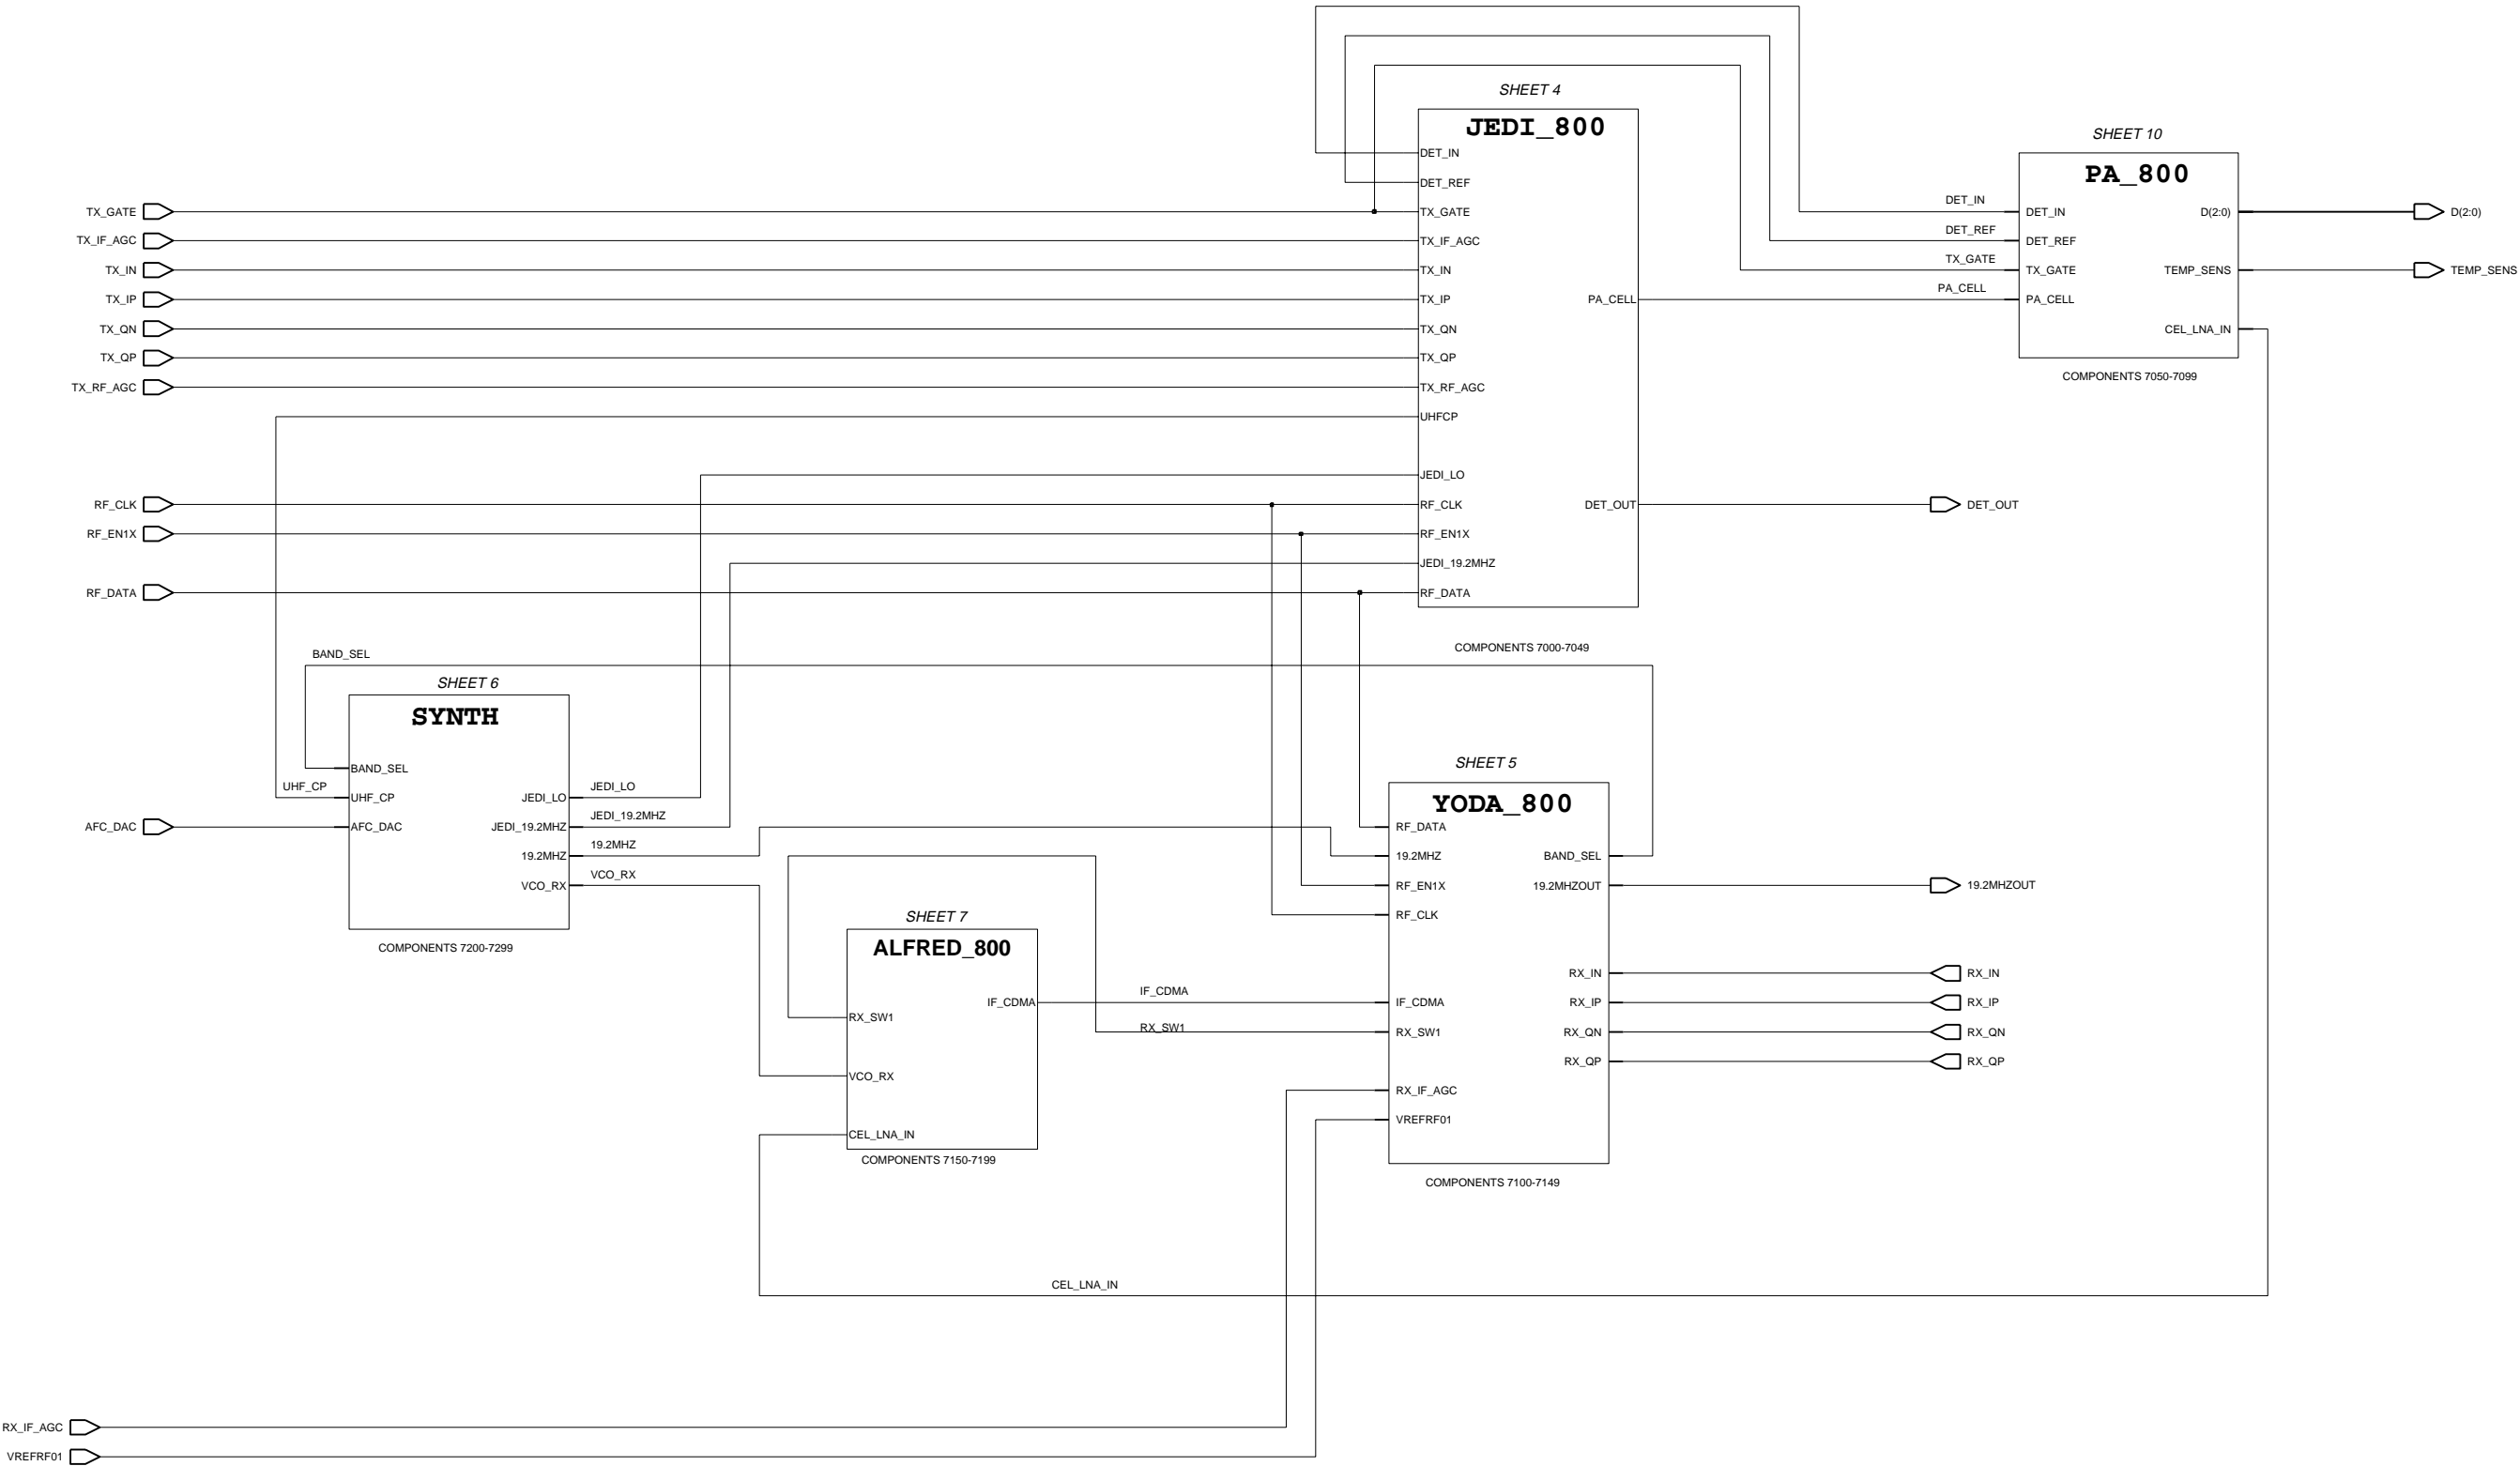 SHEET 4
JEDI_800
DET_IN
DET_REF
TX_GATE
TX_IF_AGC
TX_IN
TX_IP
TX_QN
TX_QP
TX_RF_AGC
UHFCP
JEDI_LO
RF_CLK
RF_EN1X
JEDI_19.2MHZ
RF_DATA
PA_CELL
DET_OUT
COMPONENTS 7000-7049
SHEET 10
PA_800
DET_IN
DET_REF
TX_GATE
PA_CELL
DET_IN
DET_REF
TX_GATE
PA_CELL
D(2:0)
TEMP_SENS
CEL_LNA_IN
COMPONENTS 7050-7099
D(2:0)
TEMP_SENS
TX_GATE
TX_IF_AGC
TX_IN
TX_IP
TX_QN
TX_QP
TX_RF_AGC
RF_CLK
RF_EN1X
RF_DATA
DET_OUT
BAND_SEL
SHEET 6
SYNTH
BAND_SEL
UHF_CP
UHF_CP
AFC_DAC
AFC_DAC
JEDI_LO
JEDI_19.2MHZ
19.2MHZ
VCO_RX
JEDI_LO
JEDI_19.2MHZ
19.2MHZ
VCO_RX
COMPONENTS 7200-7299
SHEET 7
ALFRED_800
RX_SW1
VCO_RX
CEL_LNA_IN
IF_CDMA
COMPONENTS 7150-7199
IF_CDMA
RX_SW1
SHEET 5
YODA_800
RF_DATA
19.2MHZ
RF_EN1X
RF_CLK
IF_CDMA
RX_SW1
RX_IF_AGC
VREFRF01
BAND_SEL
19.2MHZOUT
RX_IN
RX_IP
RX_QN
RX_QP
COMPONENTS 7100-7149
19.2MHZOUT
RX_IN
RX_IP
RX_QN
RX_QP
CEL_LNA_IN
RX_IF_AGC
VREFRF01